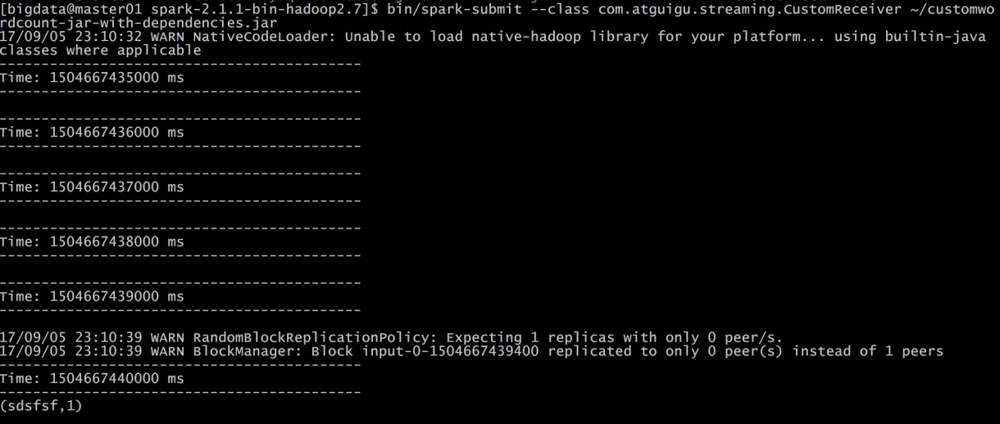 [bigdata@master01 spark-2.1.1-bin-hadoop2.7]$ bin/spark-submit --class com.atguigu.streaming.CustomReceiver ~/customwo
rdcount-jar-with-dependencies.jar
17/09/05 23:10:32 WARN NativeCodeLoader: Unable to load native-hadoop library for your platform... using builtin-java
classes where applicable
-------------------------------------------
Time: 1504667435000 ms
-------------------------------------------
-------------------------------------------
Time: 1504667436000 ms
-------------------------------------------
-------------------------------------------
Time: 1504667437000 ms
-------------------------------------------
-------------------------------------------
Time: 1504667438000 ms
-------------------------------------------
-------------------------------------------
Time: 1504667439000 ms
-------------------------------------------
17/09/05 23:10:39 WARN RandomBlockReplicationPolicy: Expecting 1 replicas with only 0 peer/s.
17/09/05 23:10:39 WARN BlockManager: Block input-0-1504667439400 replicated to only 0 peer(s) instead of 1 peers
-------------------------------------------
Time: 1504667440000 ms
-------------------------------------------
(sdsfsf,1)